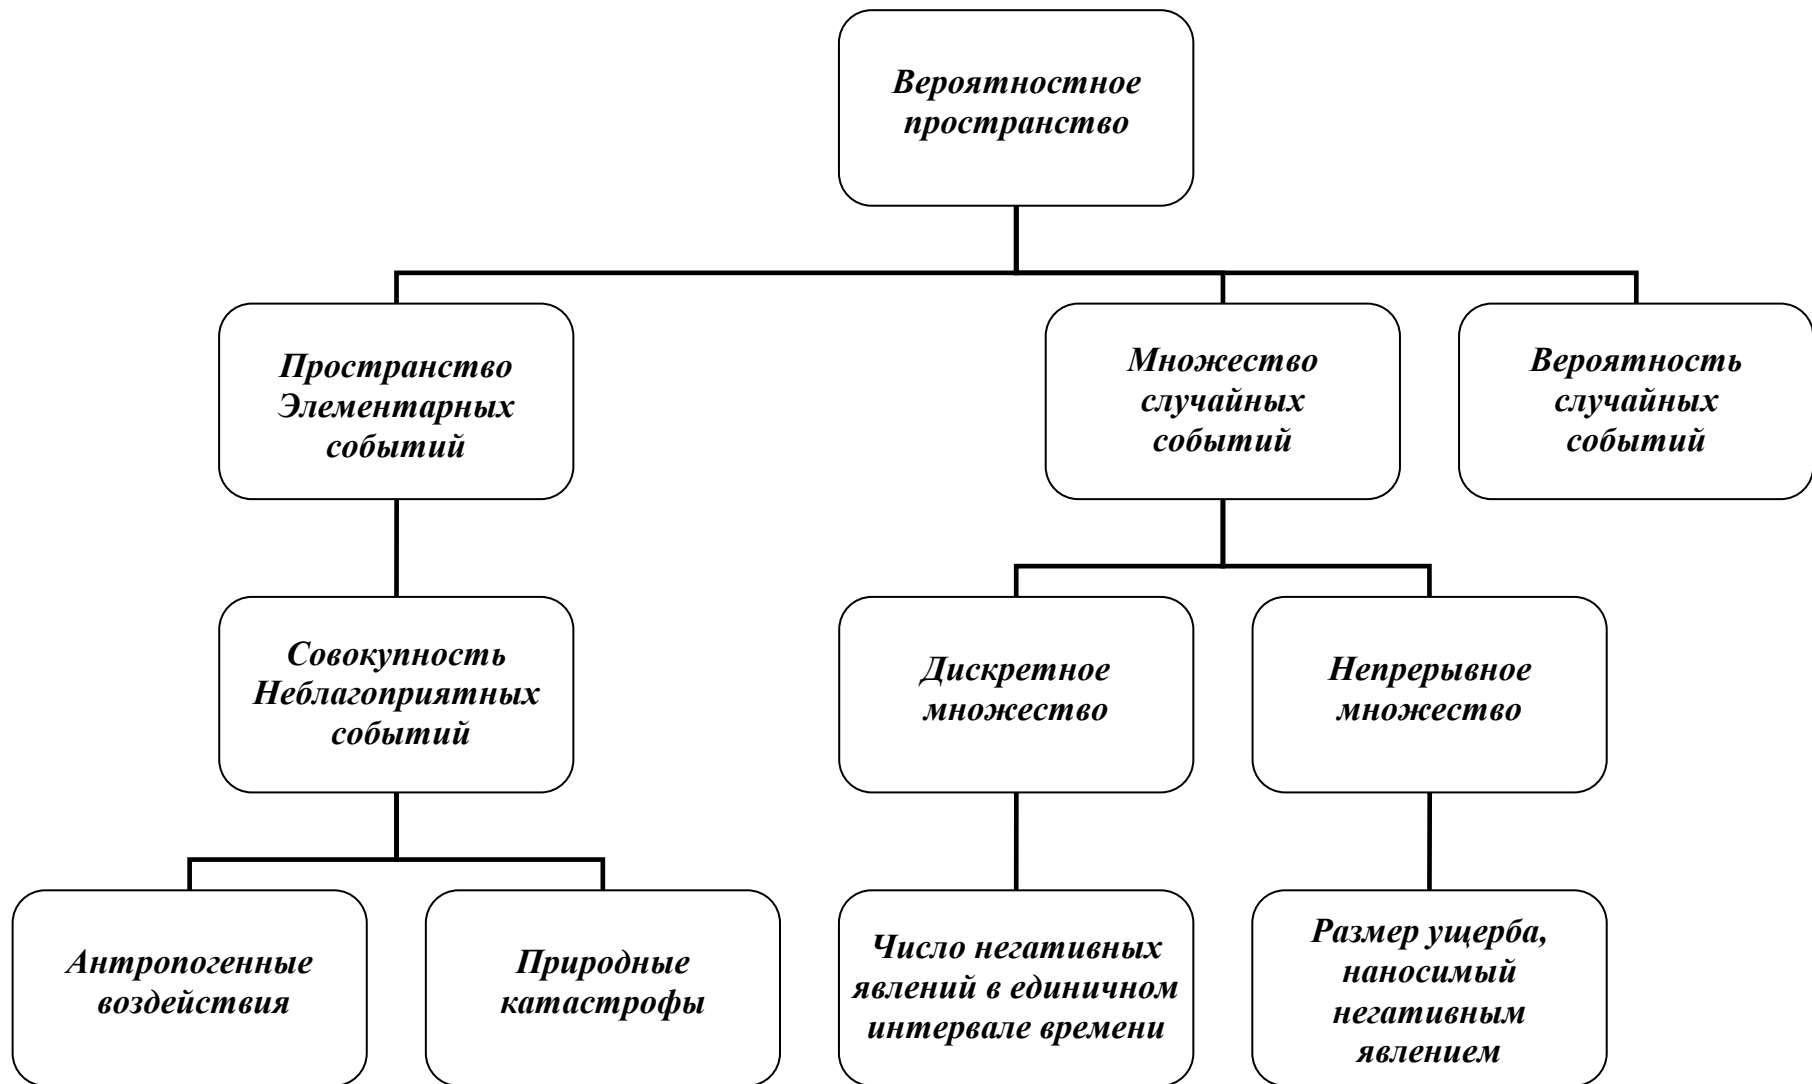 Вероятностное
пространство
Пространство
Элементарных
событий
Множество
случайных
событий
Вероятность
случайных
событий
Совокупность
Неблагоприятных
событий
Дискретное
множество
Непрерывное
множество
Антропогенные
воздействия
Природные
катастрофы
Число негативных
явлений в единичном
интервале времени
Размер ущерба,
наносимый
негативным
явлением